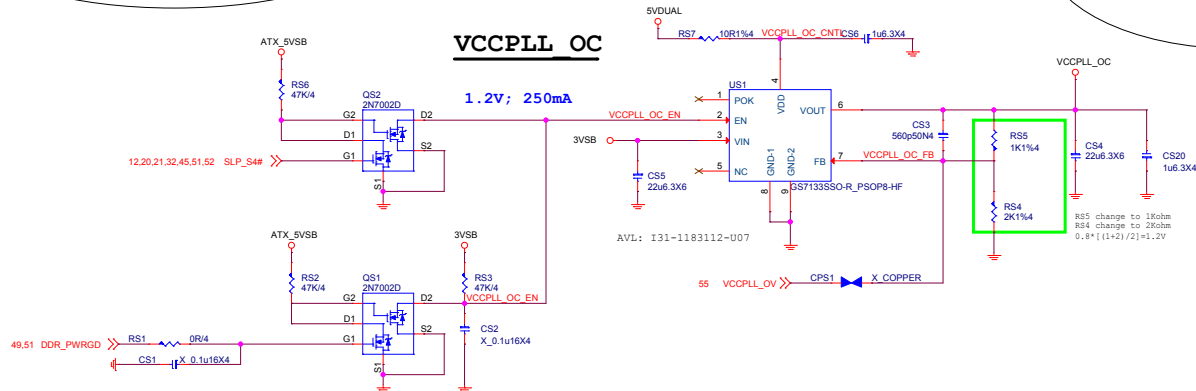 VCCPLL_OC
1.2V; 250mA
ATX_5VSB
RS6
47K/4
QS2
2N7002D
G2
D1
G1
D2
S2
S1
12,20,21,32,45,51,52 SLP_S4#
VCCPLL_OC_EN
5VDUAL
RS7
10R1%4
VCCPLL_OC_CNTL
CS6
1u6.3X4
US1
4
VDD
1
POK
2
EN
3
VIN
5
NC
VOUT
6
FB
7
GND-1
GND-2
8
9
GS7133SSO-R_PSOP8-HF
3VSB
CS5
22u6.3X6
AVL: I31-1183112-U07
VCCPLL_OC
CS3
560p50N4
VCCPLL_OC_FB
RS5
1K1%4
RS4
2K1%4
CS4
22u6.3X6
CS20
1u6.3X4
RS5 change to 1Kohm
RS4 change to 2Kohm
0.8*[(1+2)/2]=1.2V
55 VCCPLL_OV
CPS1
X_COPPER
ATX_5VSB
RS2
47K/4
QS1
2N7002D
G2
D1
G1
D2
S2
S1
3VSB
RS3
47K/4
VCCPLL_OC_EN
CS2
X_0.1u16X4
49,51 DDR_PWRGD
RS1
0R/4
CS1
X_0.1u16X4